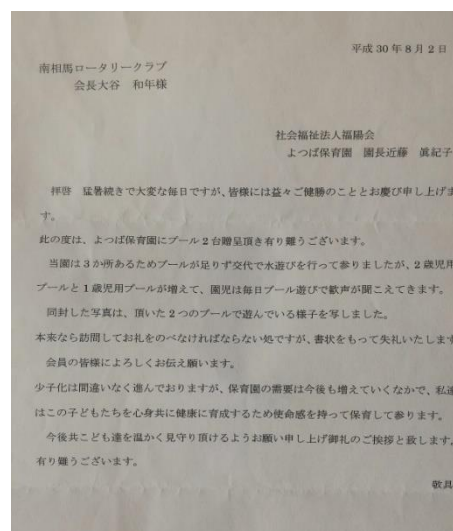 平成 30 年 8 月 2 日
南相馬ロータリークラブ
会長大谷 和年様
社会福祉法人福陽会
よつば保育園 園長近藤 眞紀子
拝啓 猛暑続きで大変な毎日ですが、皆様には益々ご健勝のこととお慶び申し上げま
す。
此の度は、よつば保育園にプール 2 台贈呈頂き有り難うございます。
当園は 3 か所あるためプールが足りず交代で水遊びを行って参りましたが、2 歳児用
プールと 1 歳児用プールが増えて、園児は毎日プール遊びで歓声が聞こえてきます。
同封した写真は、頂いた 2 つのプールで遊んでいる様子を写しました。
本来なら訪問してお礼をのべなければならない処ですが、書状をもって失礼いたします
会員の皆様によろしくお伝え願います。
少子化は間違いなく進んでおりますが、保育園の需要は今後も増えていくなかで、私達
はこの子どもたちを心身共に健康に育成するため使命感を持って保育して参ります。
今後共こども達を温かく見守り頂けるようお願い申し上げ御礼のご挨拶と致します。
有り難うございます。
敬具